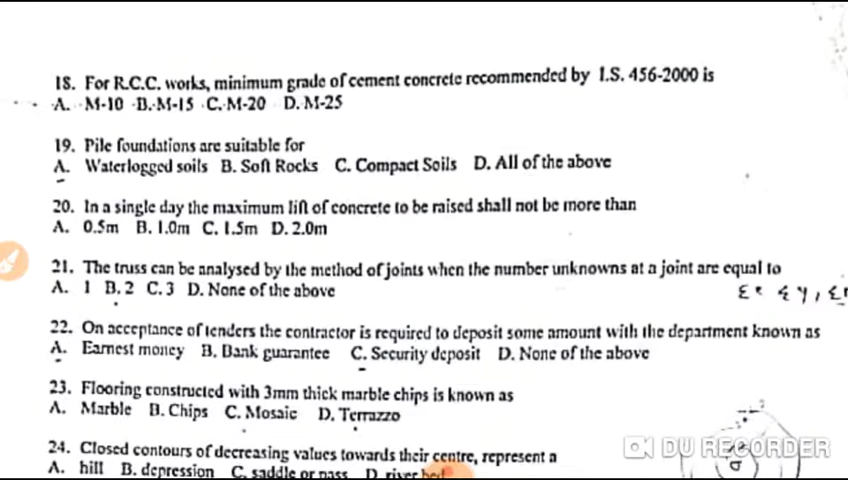 18. For R.C.C. works, minimum grade of cement concrete recommended by I.S. 456-2000 is
A. M-10 B. M-15 C. M-20 D. M-25
19. Pile foundations are suitable for
A. Waterlogged soils B. Soft Rocks C. Compact Soils D. All of the above
20. In a single day the maximum lift of concrete to be raised shall not be more than
A. 0.5m B. 1.0m C. 1.5m D. 2.0m
21. The truss can be analysed by the method of joints when the number unknowns at a joint are equal to
A. 1 B. 2 C. 3 D. None of the above
22. On acceptance of tenders the contractor is required to deposit some amount with the department known as
A. Earnest money B. Bank guarantee C. Security deposit D. None of the above
23. Flooring constructed with 3mm thick marble chips is known as
A. Marble B. Chips C. Mosaic D. Terrazzo
24. Closed contours of decreasing values towards their centre, represent a
A. hill B. depression C. saddle or pass D. river bed
DU RECORDER